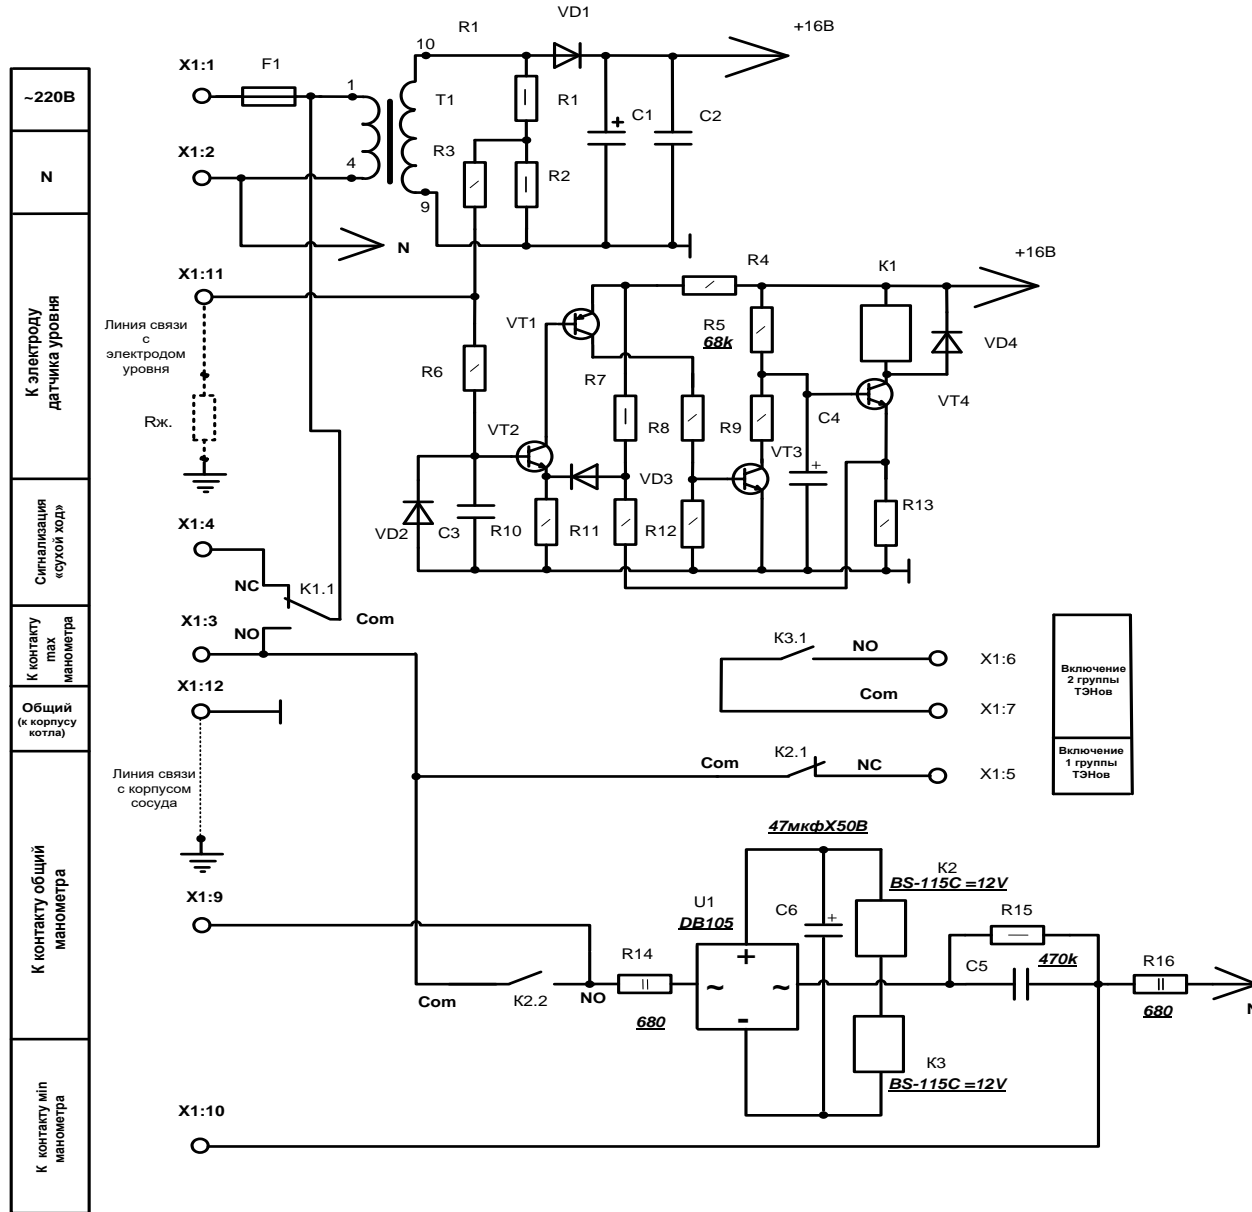 VD1
R1
+16В
10
X1:1
F1
~220В
1
T1
R1
C1
+
C2
X1:2
4
R3
R2
N
9
N
X1:11
R4
K1
+16В
К электроду
датчика уровня
Линия связи
с
электродом
уровня
VT1
R5
68k
VD4
R6
R7
VT4
C4
Rж.
VT2
R8
R9
VT3
+
VD3
X1:4
Сигнализация
«сухой ход»
VD2
C3
R10
R11
R12
R13
NC
K1.1
Com
X1:3
NO
К контакту
max
манометра
K3.1
NO
X1:6
Включение
2 группы
ТЭНов
X1:12
Общий
(к корпусу
котла)
Com
X1:7
K2.1
Com
NC
X1:5
Включение
1 группы
ТЭНов
Линия связи
с корпусом
сосуда
47мкфХ50В
К контакту общий
манометра
K2
BS-115C =12V
X1:9
U1
DB105
C6
+
R15
R14
+
C5
470k
R16
~
~
Com
K2.2
NO
-
680
680
N
K3
BS-115C =12V
К контакту min
манометра
X1:10